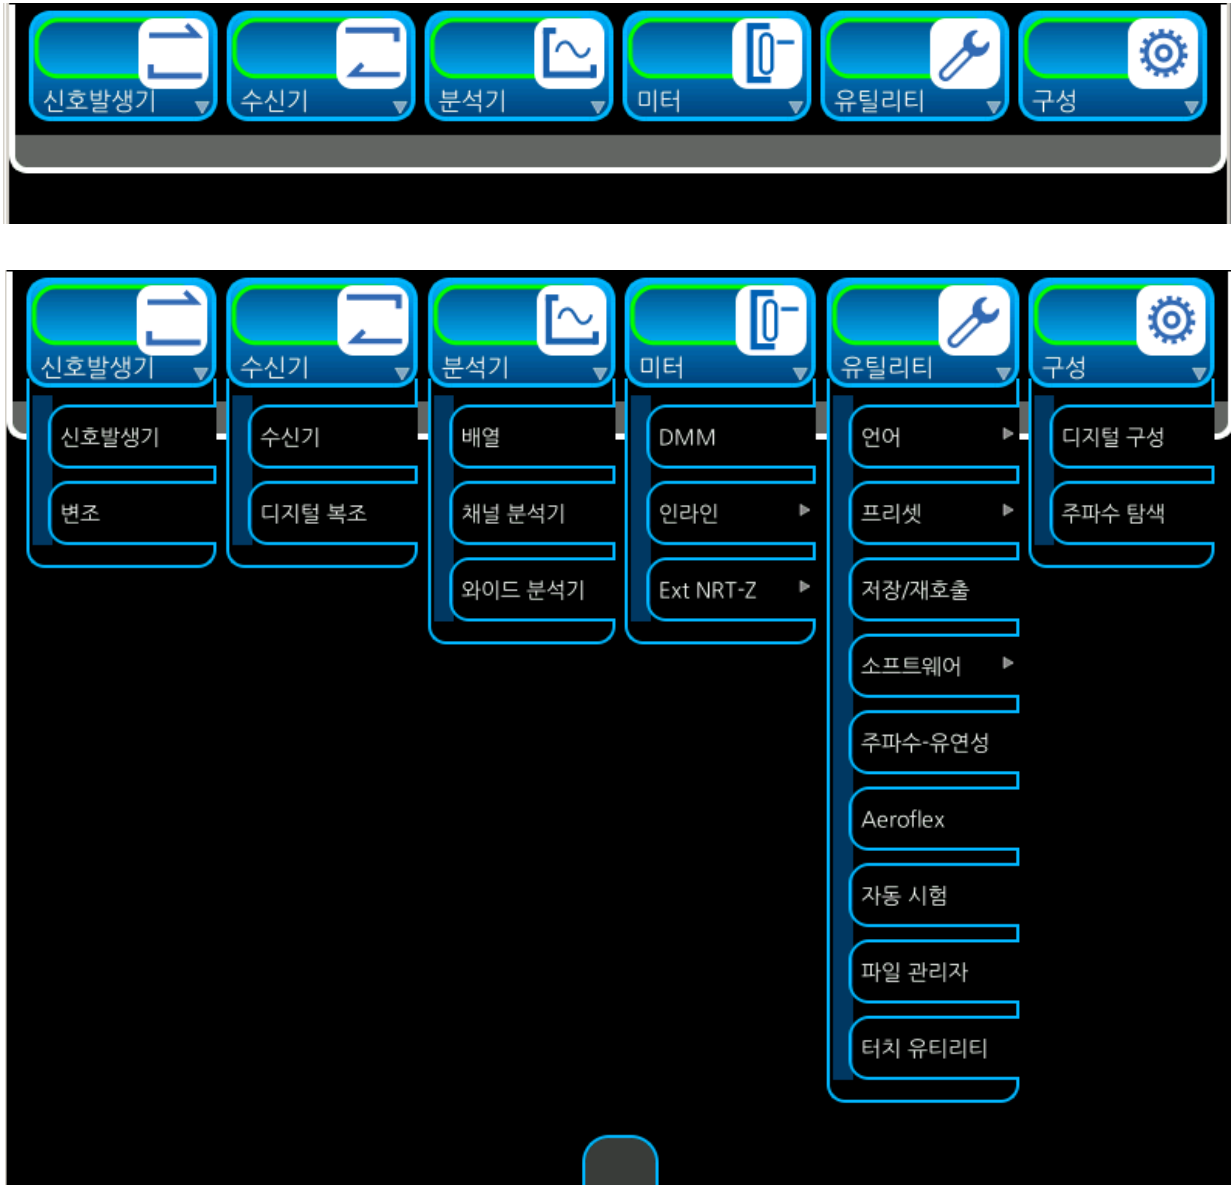 신호발생기
수신기
분석기
미터
유틸리티
구성
신호발생기
수신기
분석기
미터
유틸리티
구성
신호발생기
변조
수신기
디지털 복조
배열
채널 분석기
와이드 분석기
DMM
인라인
Ext NRT-Z
언어
프리셋
저장/재호출
소프트웨어
주파수-유연성
Aeroflex
자동 시험
파일 관리자
터치 유티리티
디지털 구성
주파수 탐색